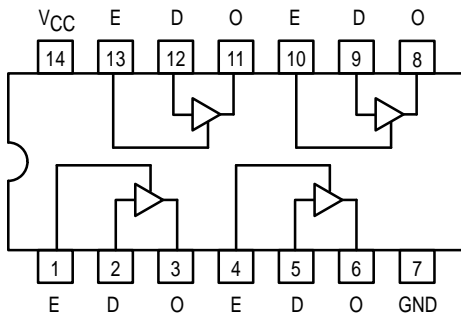 VCC E D O E D O
14 13 12 11 10 9 8
1 2 3 4 5 6 7
E D O E D O GND